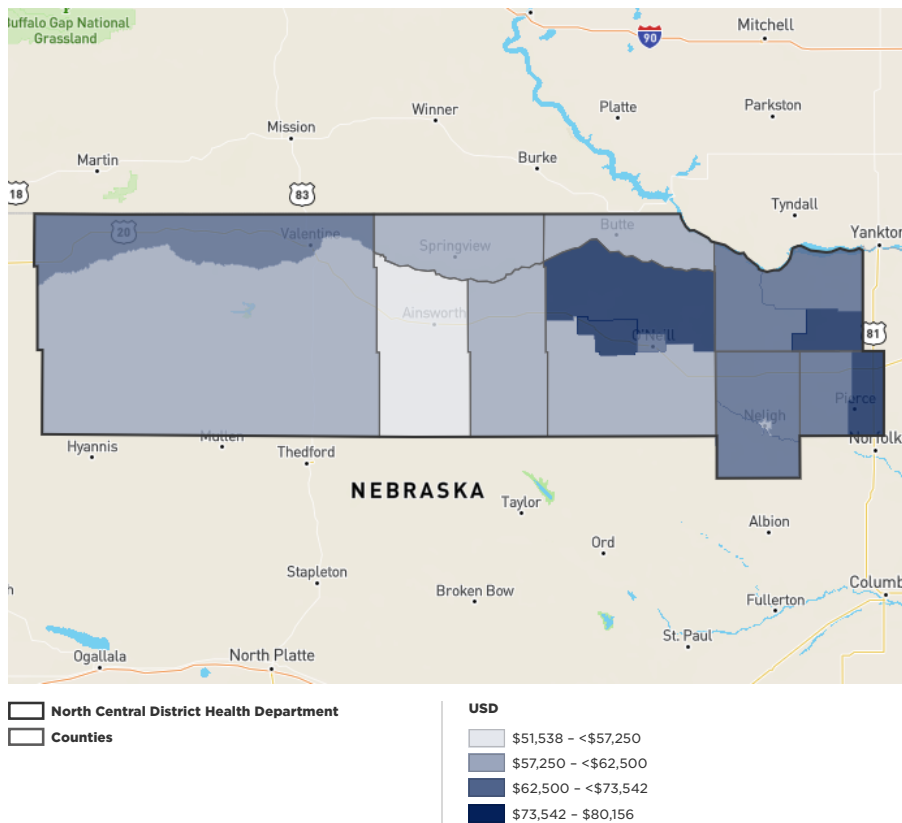 Buffalo Gap National
Grassland
90
Mitchell
Platte
Parkston
Winner
Mission
Burke
Martin
18
83
Tyndall
20
Valentine
Springview
Butte
Yankton
Ainsworth
O'Neill
81
Neligh
Pierce
Hyannis
Mullen
Thedford
Norfolk
NEBRASKA
Taylor
Albion
Ord
Stapleton
Broken Bow
Columb
Fullerton
St. Paul
Ogallala
North Platte
North Central District Health Department
Counties
USD
$51,538 – <$57,250
$57,250 – <$62,500
$62,500 – <$73,542
$73,542 – $80,156